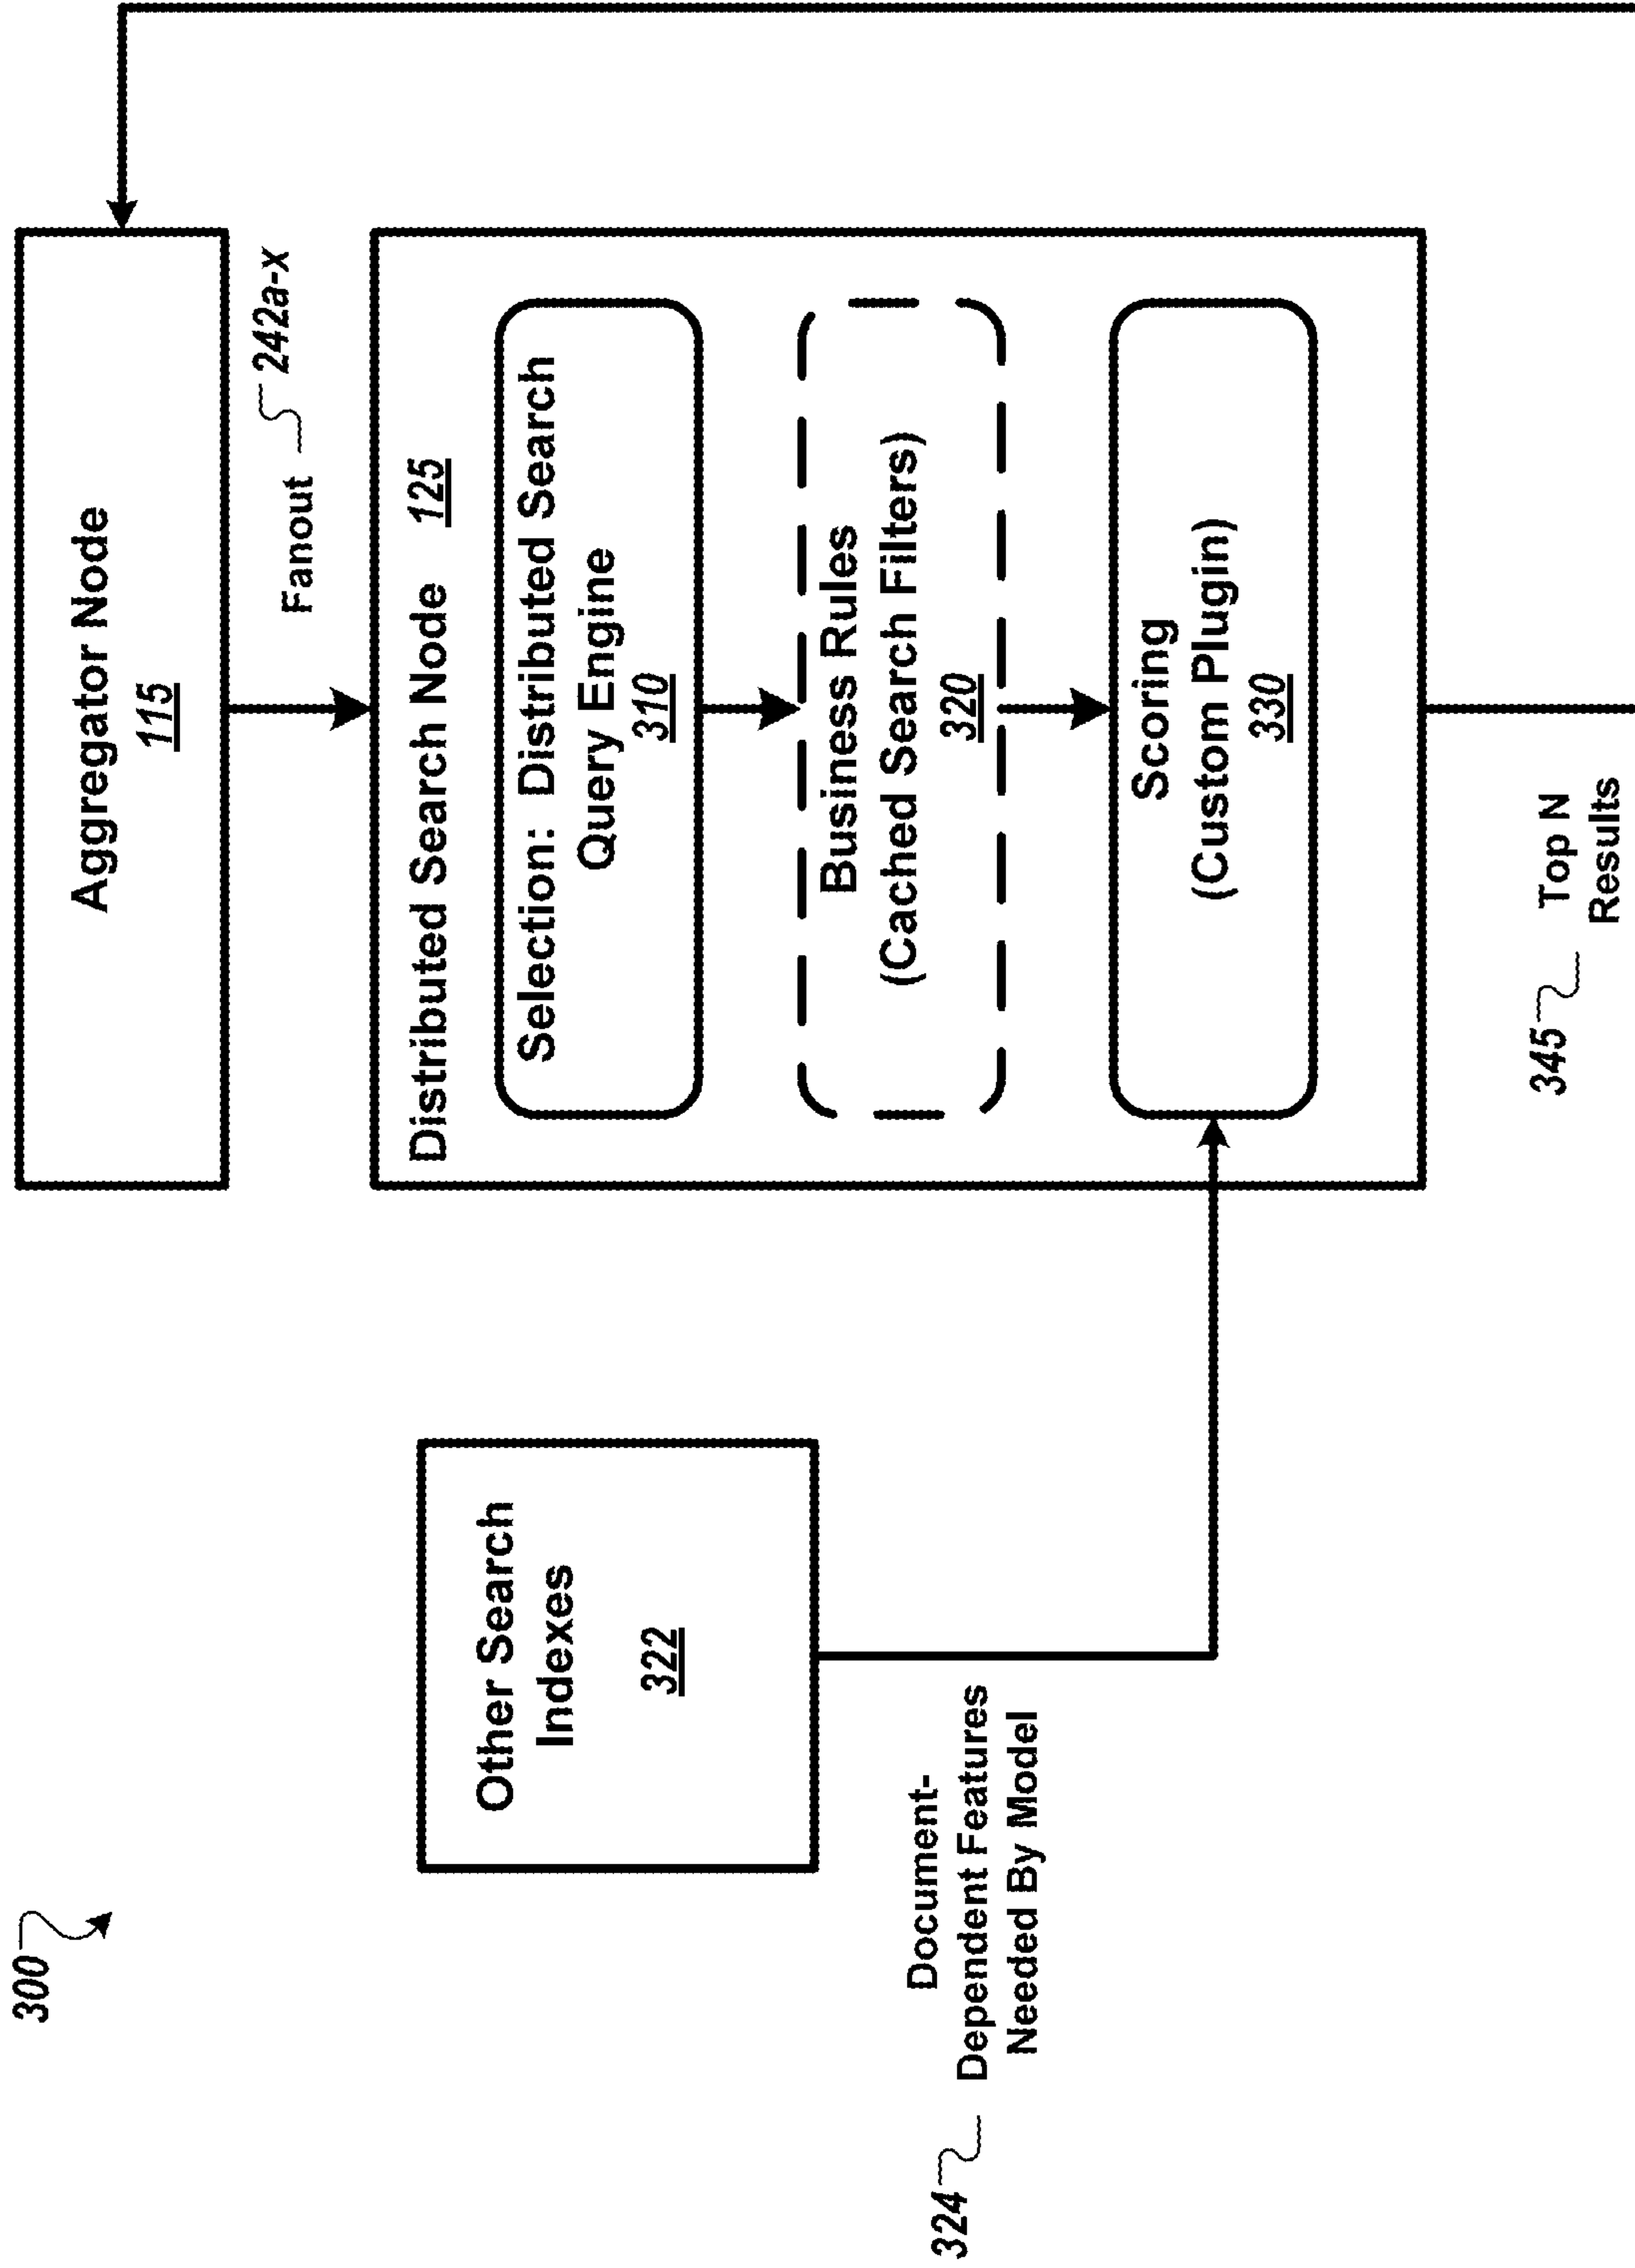 300
Aggregator Node
115
Fanout 242a-x
Distributed Search Node 125
Selection: Distributed Search
Query Engine
310
Business Rules
(Cached Search Filters)
320
Scoring
(Custom Plugin)
330
Other Search
Indexes
322
Document-
324 Dependent Features
Needed By Model
345 Top N
Results